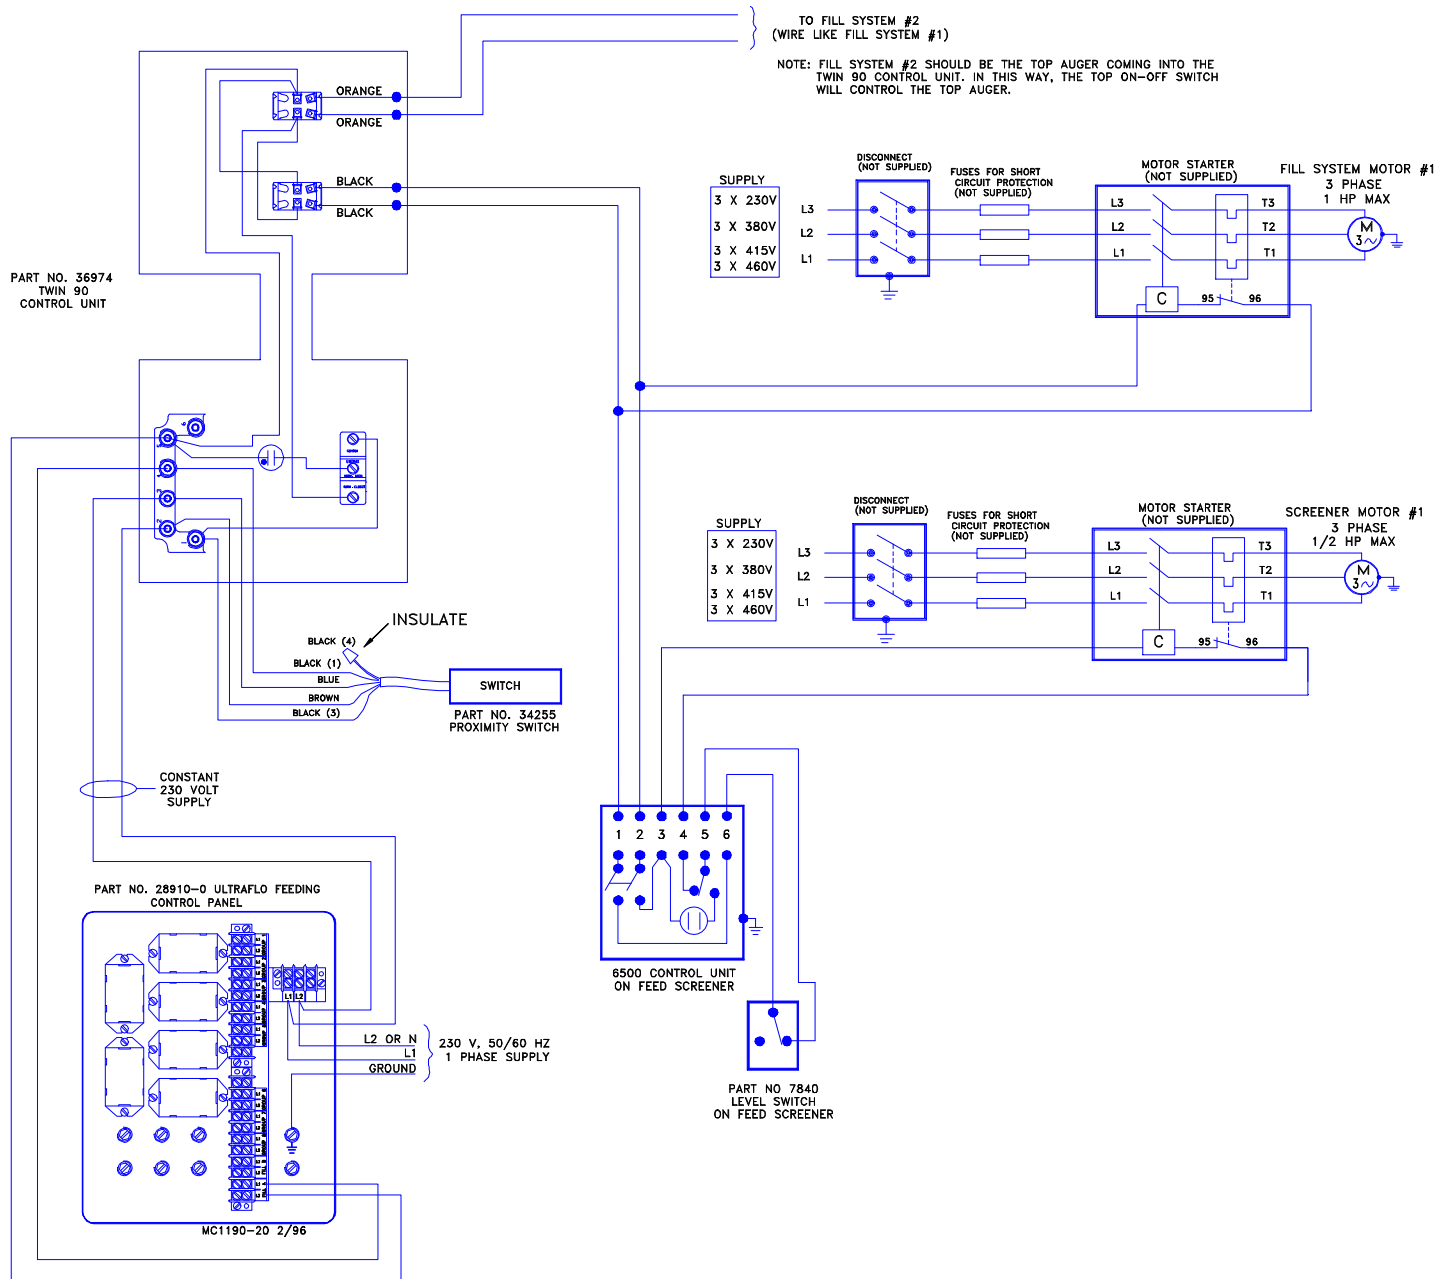 TO FILL SYSTEM #2
(WIRE LIKE FILL SYSTEM #1)
NOTE: FILL SYSTEM #2 SHOULD BE THE TOP AUGER COMING INTO THE
TWIN 90 CONTROL UNIT. IN THIS WAY, THE TOP ON-OFF SWITCH
WILL CONTROL THE TOP AUGER.
ORANGE
ORANGE
BLACK
BLACK
PART NO. 36974
TWIN 90
CONTROL UNIT
SUPPLY
3 X 230V
3 X 380V
3 X 415V
3 X 460V
L3
L2
L1
DISCONNECT
(NOT SUPPLIED)
FUSES FOR SHORT
CIRCUIT PROTECTION
(NOT SUPPLIED)
MOTOR STARTER
(NOT SUPPLIED)
L3
L2
L1
T3
T2
T1
C
95
96
FILL SYSTEM MOTOR #1
3 PHASE
1 HP MAX
M
3~
SUPPLY
3 X 230V
3 X 380V
3 X 415V
3 X 460V
L3
L2
L1
DISCONNECT
(NOT SUPPLIED)
FUSES FOR SHORT
CIRCUIT PROTECTION
(NOT SUPPLIED)
MOTOR STARTER
(NOT SUPPLIED)
L3
L2
L1
T3
T2
T1
C
95
96
SCREENER MOTOR #1
3 PHASE
1/2 HP MAX
M
3~
INSULATE
BLACK (4)
BLACK (1)
BLUE
BROWN
BLACK (3)
SWITCH
PART NO. 34255
PROXIMITY SWITCH
CONSTANT
230 VOLT
SUPPLY
1 2 3 4 5 6
6500 CONTROL UNIT
ON FEED SCREENER
PART NO 7840
LEVEL SWITCH
ON FEED SCREENER
PART NO. 28910-0 ULTRAFLO FEEDING
CONTROL PANEL
L1 L2
L2 OR N
L1
GROUND
230 V, 50/60 HZ
1 PHASE SUPPLY
MC1190-20 2/96